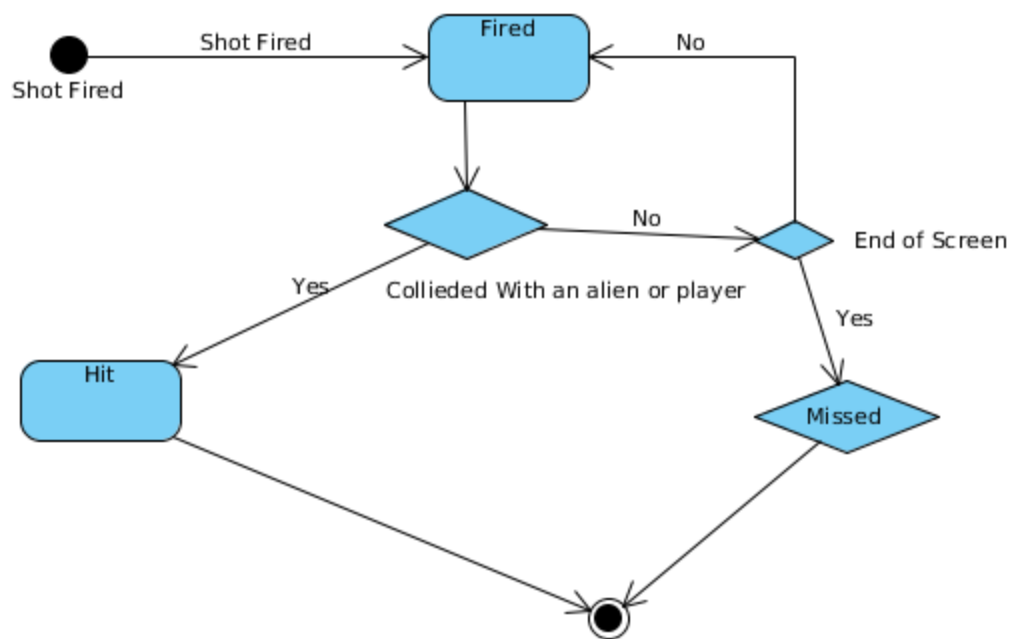 Shot Fired
Fired
No
Shot Fired
No
End of Screen
Yes
Collieded With an alien or player
Yes
Hit
Missed